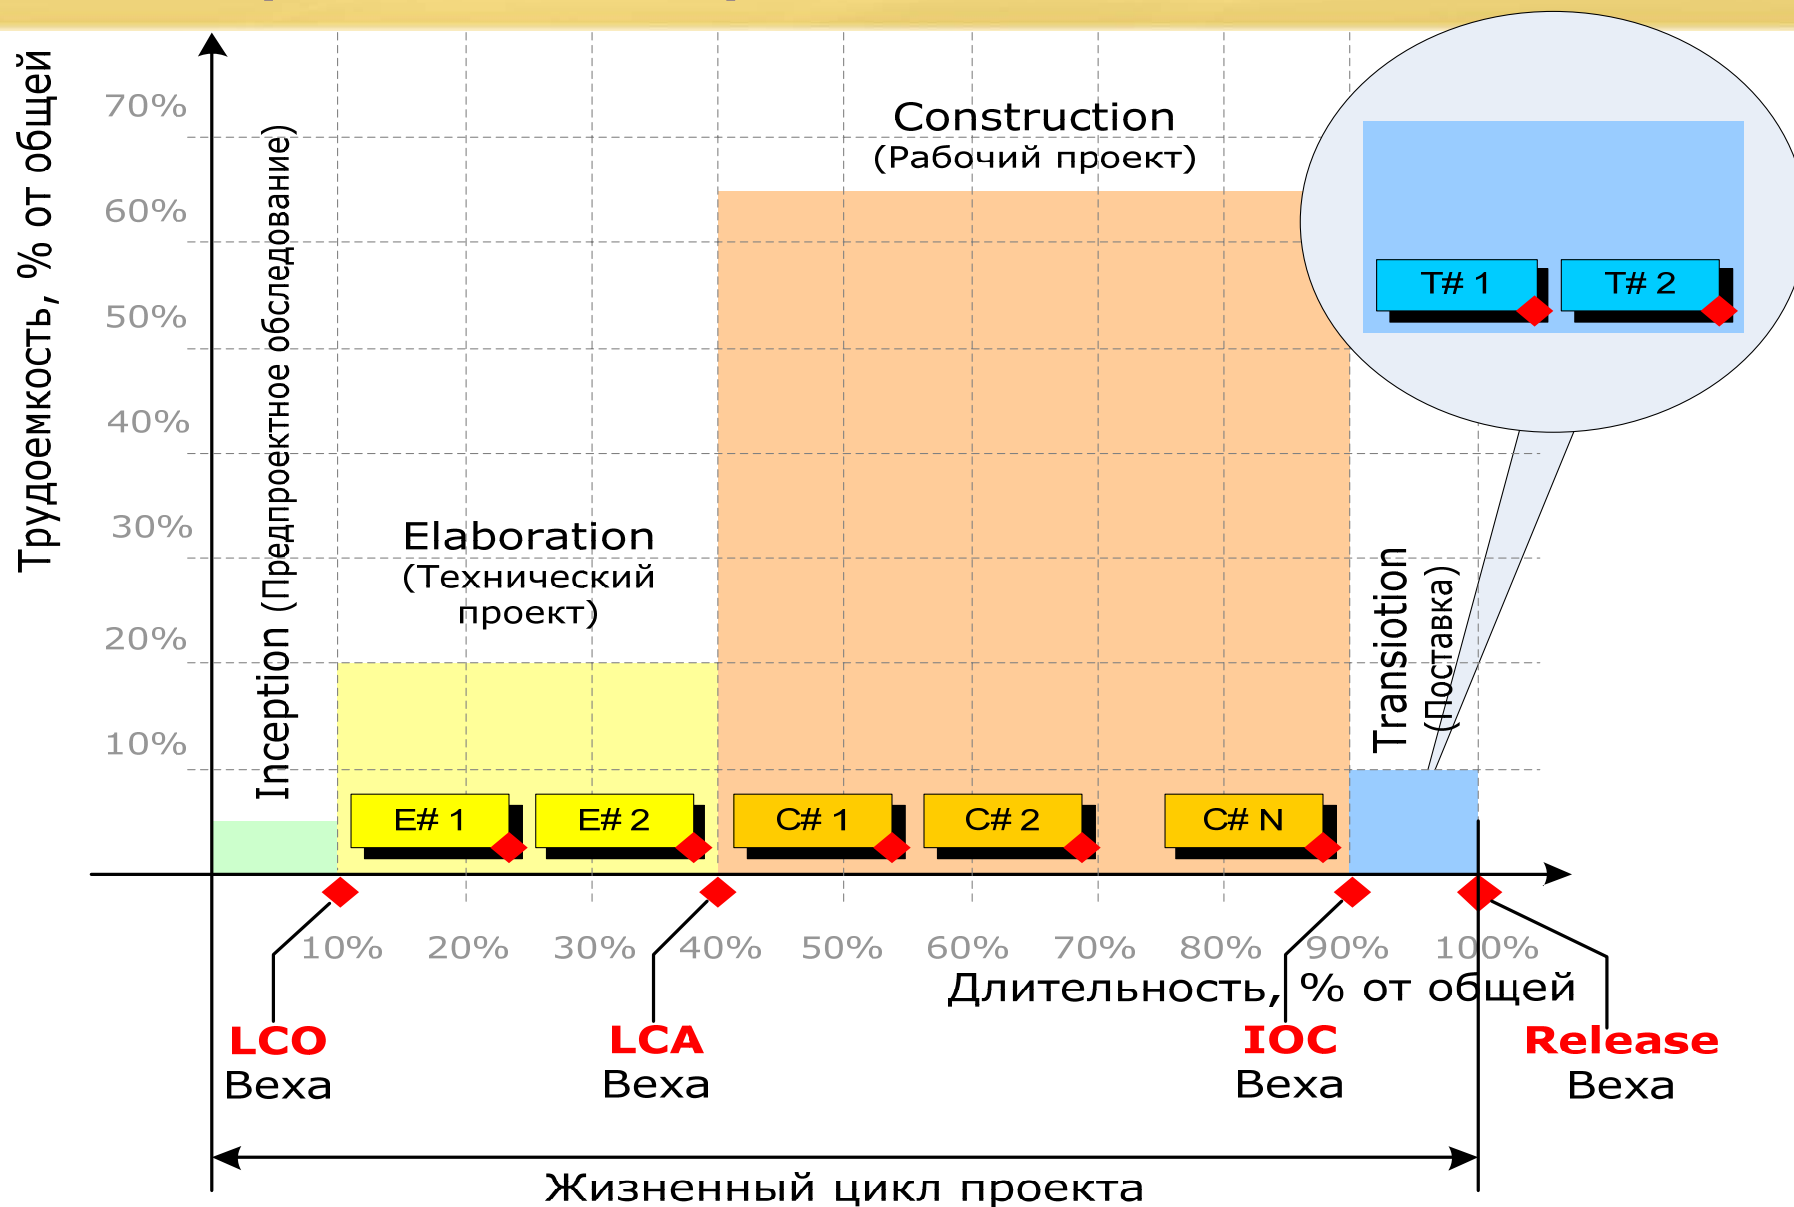 Трудоемкость, % от общей
70%
60%
50%
40%
30%
20%
10%
Inception (Предпроектное обследование)
Elaboration
(Технический
проект)
Construction
(Рабочий проект)
Transiotion
(Поставка)
T# 1
T# 2
E# 1
E# 2
C# 1
C# 2
C# N
10%
20%
30%
40%
50%
60%
70%
80%
90%
100%
Длительность, % от общей
LCO
Веха
LCA
Веха
IOC
Веха
Release
Веха
Жизненный цикл проекта